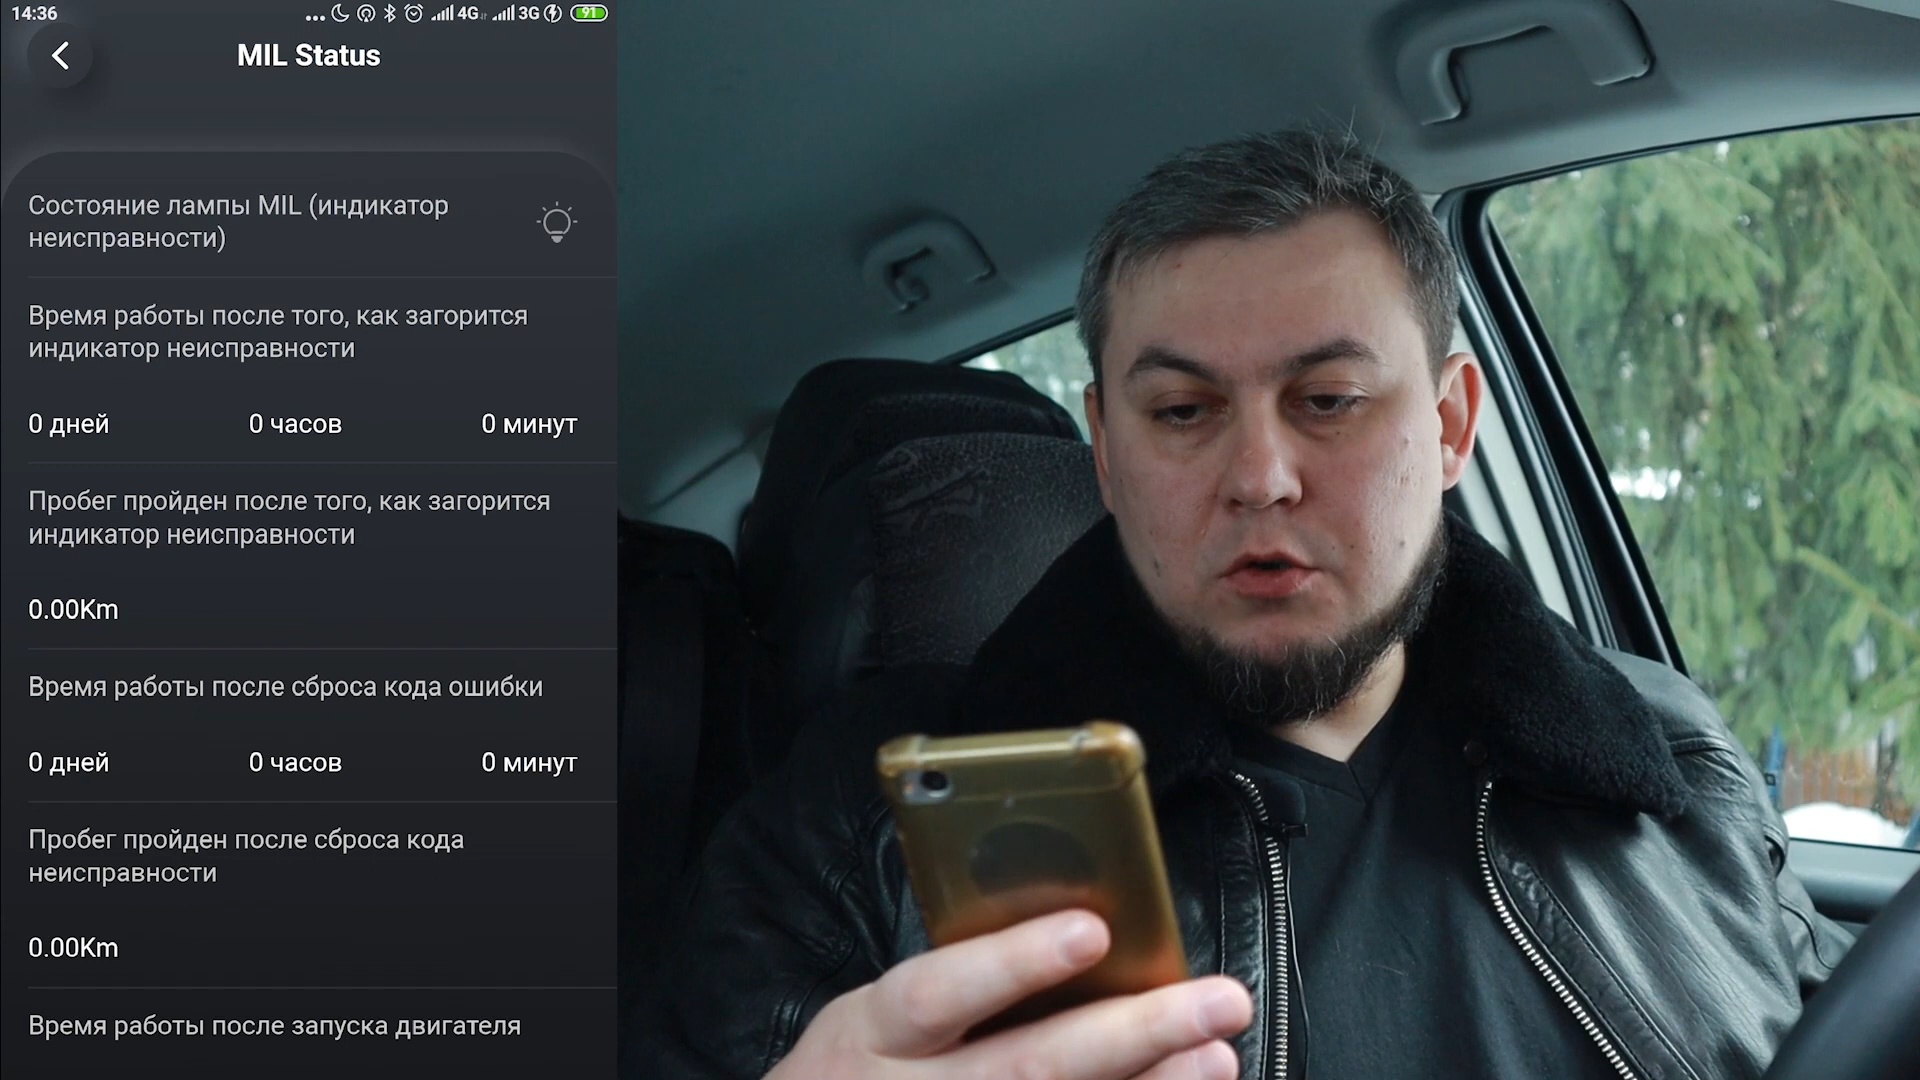 14:36
... 4G 3G 91
MIL Status
Состояние лампы MIL (индикатор
неисправности)
Время работы после того, как загорится
индикатор неисправности
0 дней 0 часов 0 минут
Пробег пройден после того, как загорится
индикатор неисправности
0.00Km
Время работы после сброса кода ошибки
0 дней 0 часов 0 минут
Пробег пройден после сброса кода
неисправности
0.00Km
Время работы после запуска двигателя